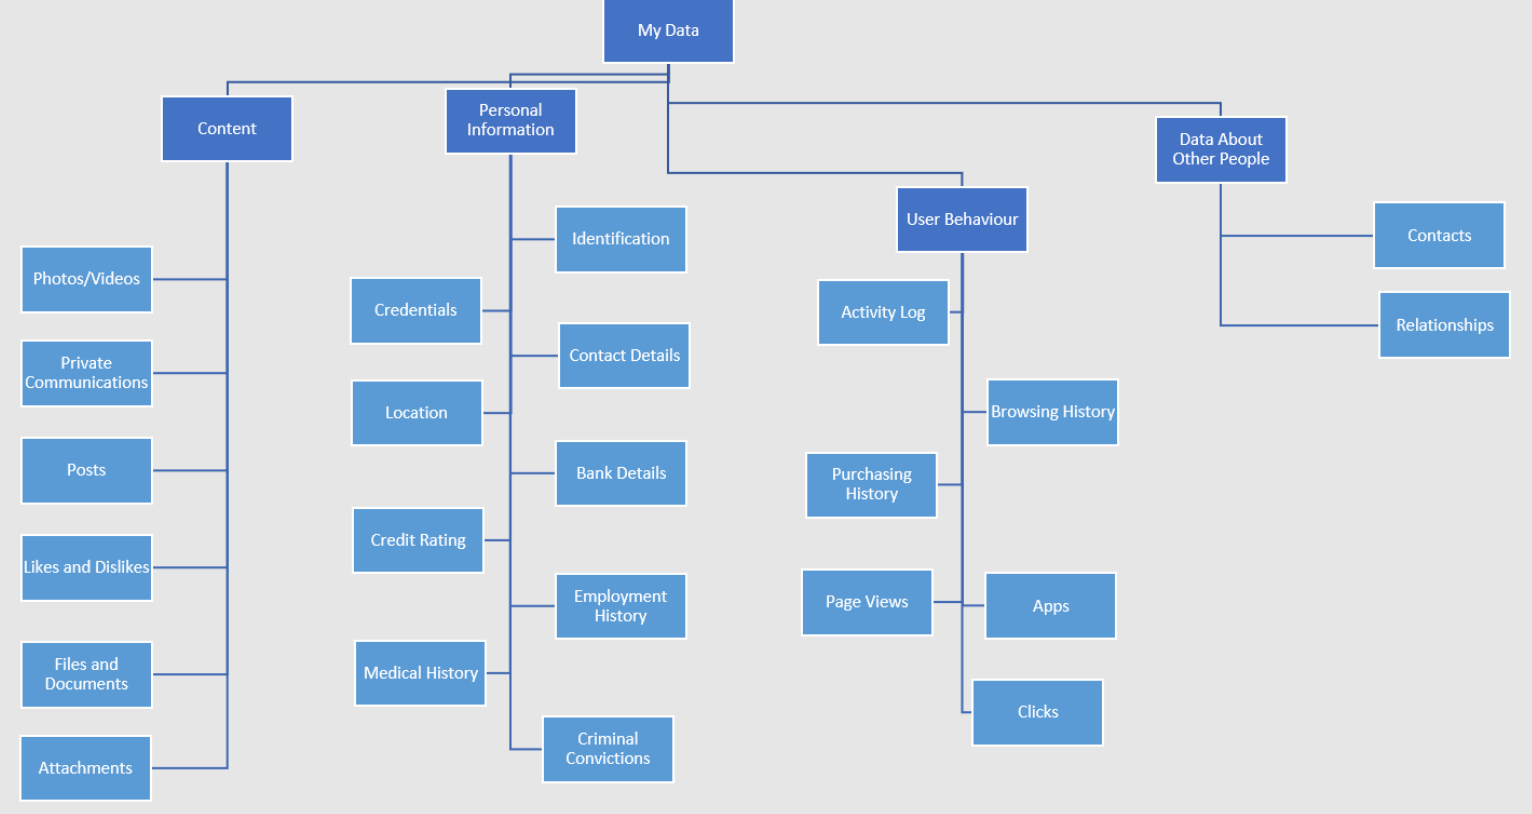 My Data
Content
Photos/Videos
Private
Communications
Posts
Likes and Dislikes
Files and
Documents
Attachments
Personal
Information
Identification
Credentials
Contact Details
Location
Bank Details
Credit Rating
Employment
History
Medical History
Criminal
Convictions
User Behaviour
Activity Log
Browsing History
Purchasing
History
Page Views
Apps
Clicks
Data About
Other People
Contacts
Relationships